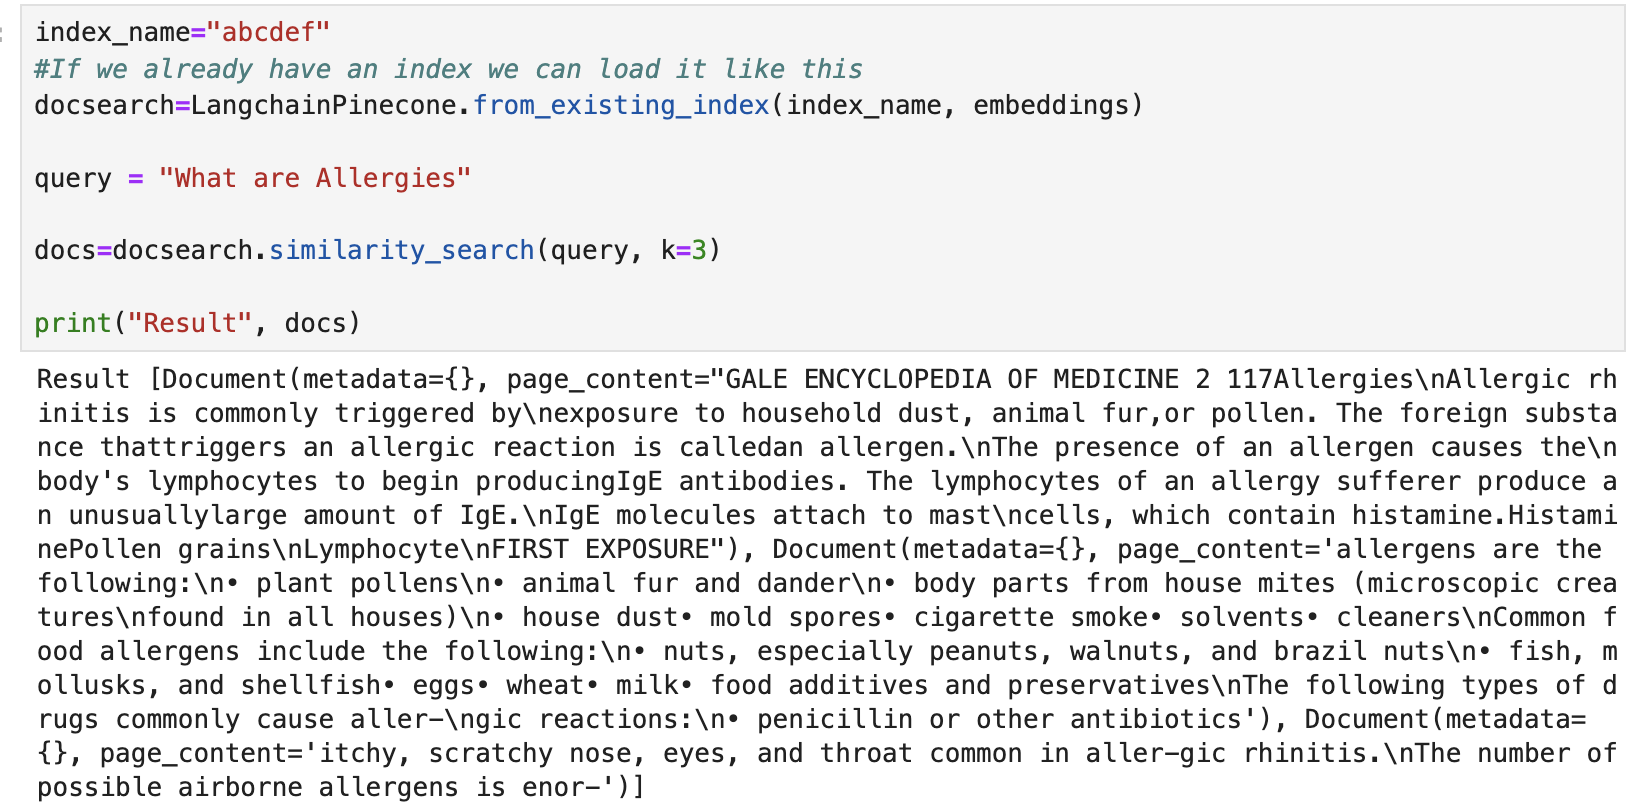 index_name="abcdef"
#If we already have an index we can load it like this
docsearch=LangchainPinecone.from_existing_index(index_name, embeddings)
query = "What are Allergies"
docs=docsearch.similarity_search(query, k=3)
print("Result", docs)
Result [Document(metadata={}, page_content="GALE ENCYCLOPEDIA OF MEDICINE 2 117Allergies\nAllergic rh
initis is commonly triggered by\nexposure to household dust, animal fur,or pollen. The foreign substa
nce thattriggers an allergic reaction is calledan allergen.\nThe presence of an allergen causes the\n
body's lymphocytes to begin producingIgE antibodies. The lymphocytes of an allergy sufferer produce a
n unusuallylarge amount of IgE.\nIgE molecules attach to mast\ncells, which contain histamine.Histami
nePollen grains\nLymphocyte\nFIRST EXPOSURE"), Document(metadata={}, page_content='allergens are the
following:\n• plant pollens\n• animal fur and dander\n• body parts from house mites (microscopic crea
tures\nfound in all houses)\n• house dust• mold spores• cigarette smoke• solvents• cleaners\nCommon f
ood allergens include the following:\n• nuts, especially peanuts, walnuts, and brazil nuts\n• fish, m
ollusks, and shellfish• eggs• wheat• milk• food additives and preservatives\nThe following types of d
rugs commonly cause aller-\ngic reactions:\n• penicillin or other antibiotics'), Document(metadata=
{}, page_content='itchy, scratchy nose, eyes, and throat common in aller-gic rhinitis.\nThe number of
possible airborne allergens is enor-')]